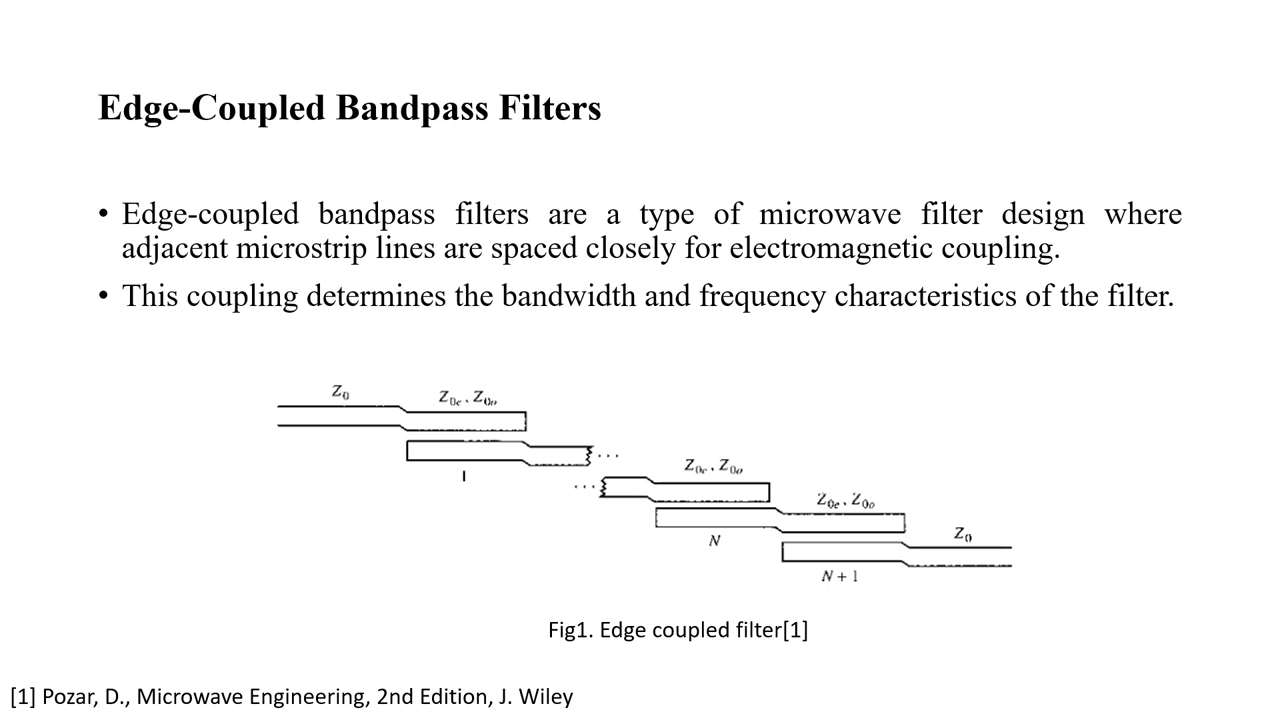 Edge-Coupled Bandpass Filters
• Edge-coupled bandpass filters are a type of microwave filter design where
adjacent microstrip lines are spaced closely for electromagnetic coupling.
• This coupling determines the bandwidth and frequency characteristics of the filter.
Z0
Z0e, Z0o
1
Z0e, Z0o
N
Z0e, Z0o
N + 1
Z0
Fig1. Edge coupled filter[1]
[1] Pozar, D., Microwave Engineering, 2nd Edition, J. Wiley